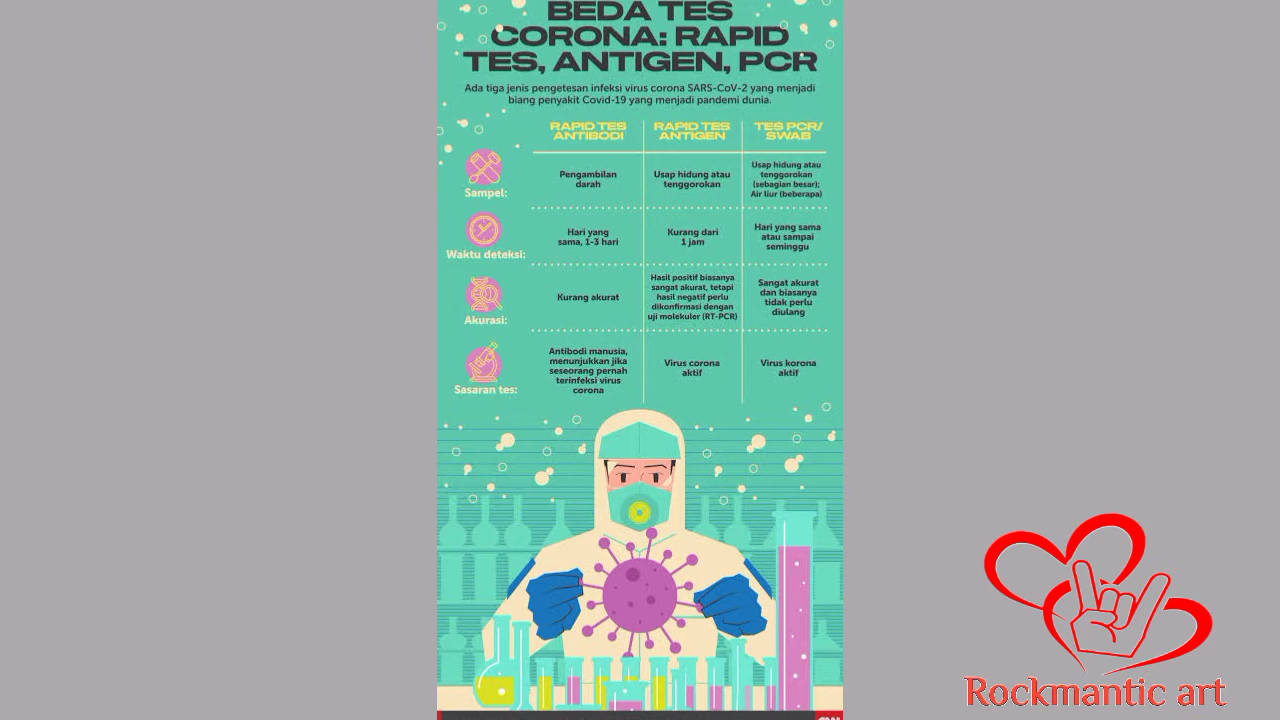 BEDA TES
CORONA: RAPID
TES, ANTIGEN, PCR
Ada tiga jenis pengetesan infeksi virus corona SARS-CoV-2 yang menjadi
biang penyakit Covid-19 yang menjadi pandemi dunia.
RAPID TES
ANTIBODI
RAPID TES
ANTIGEN
TES PCR/
SWAB
Sampel:
Pengambilan
darah
Usap hidung atau
tenggorokan
Usap hidung atau
tenggorokan
(sebagian besar);
Air liur (beberapa)
Waktu deteksi:
Hari yang
sama, 1-3 hari
Kurang dari
1 jam
Hari yang sama
atau sampai
seminggu
Akurasi:
Kurang akurat
Hasil positif biasanya
sangat akurat, tetapi
hasil negatif perlu
dikonfirmasi dengan
uji molekuler (RT-PCR)
Sangat akurat
dan biasanya
tidak perlu
diulang
Sasaran tes:
Antibodi manusia,
menunjukkan jika
seseorang pernah
terinfeksi virus
corona
Virus corona
aktif
Virus korona
aktif
Rockmantic art